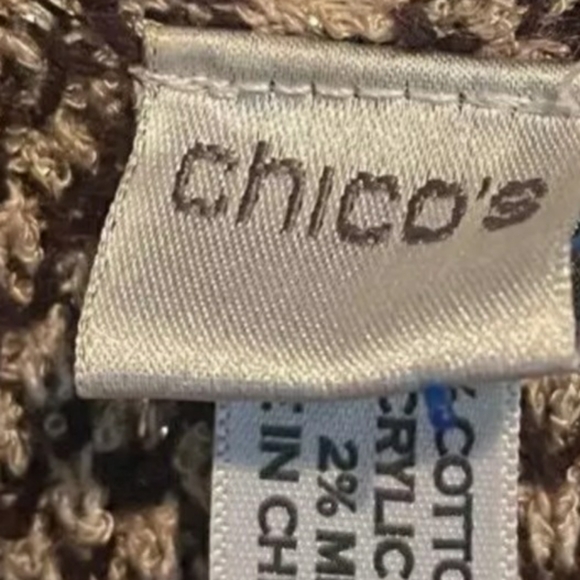 chico's
% COTTO
CRYLIC
2% M
E IN CH